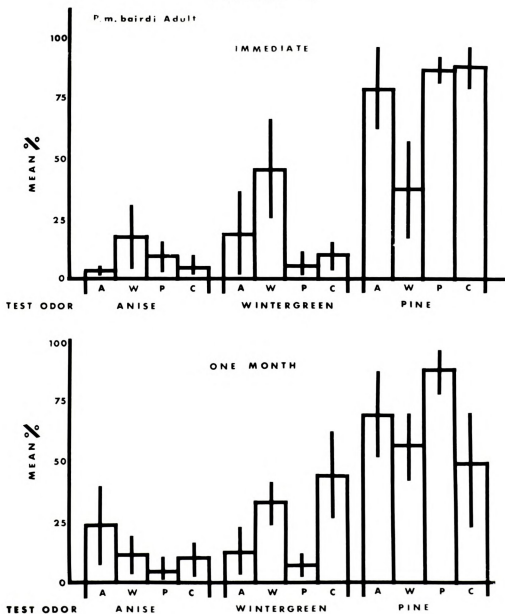 P.m. bairdi Adult
IMMEDIATE
100
75
50
25
0
MEAN %
A W P C A W P C A W P C
TEST ODOR ANISE WINTERGREEN PINE
ONE MONTH
100
75
50
25
0
MEAN %
A W P C A W P C A W P C
TEST ODOR ANISE WINTERGREEN PINE